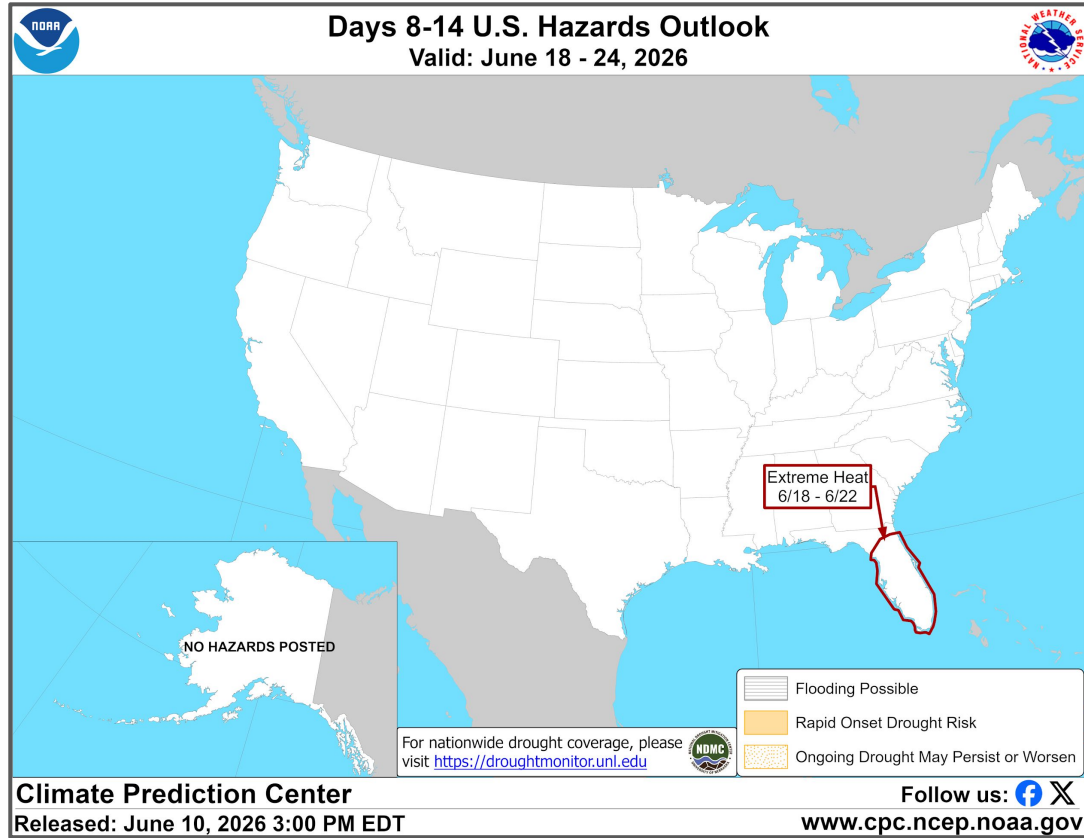 NOAA
Days 8-14 U.S. Hazards Outlook
Valid: June 18 - 24, 2026
NATIONAL WEATHER SERVICE
Extreme Heat
6/18 - 6/22
NO HAZARDS POSTED
For nationwide drought coverage, please
visit https://droughtmonitor.unl.edu
NDMC
Flooding Possible
Rapid Onset Drought Risk
Ongoing Drought May Persist or Worsen
Climate Prediction Center
Follow us:
Released: June 10, 2026 3:00 PM EDT
www.cpc.ncep.noaa.gov